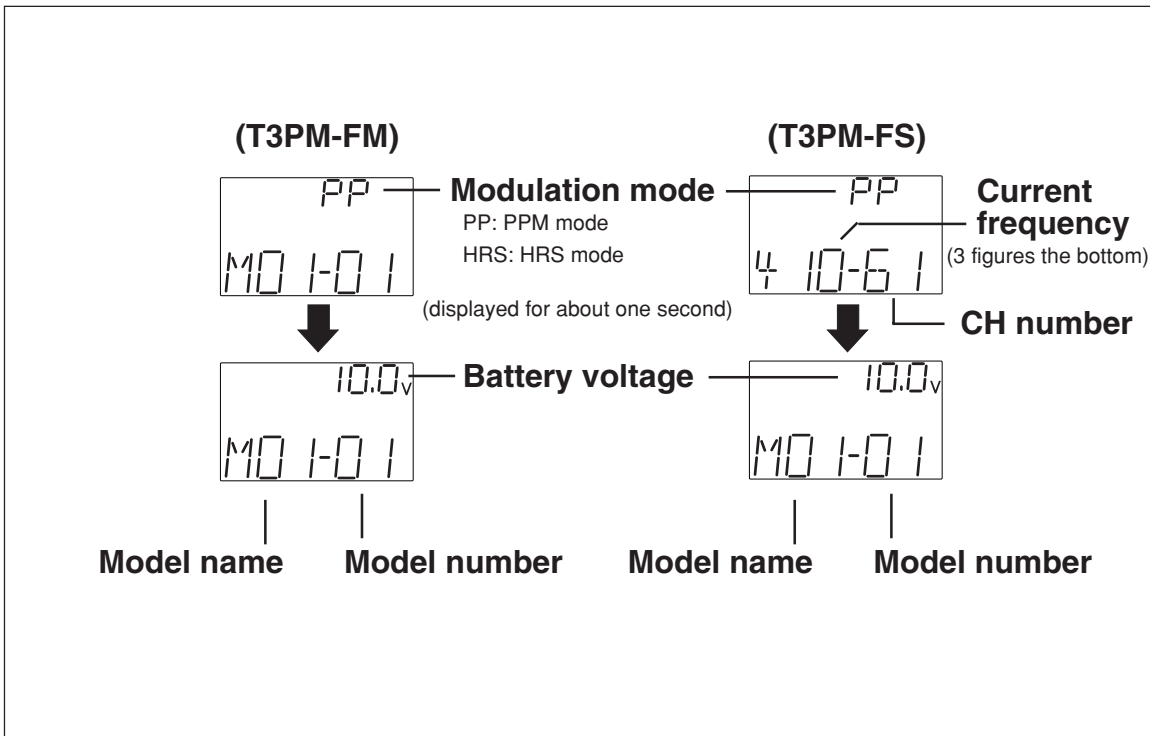 (T3PM-FM) (T3PM-FS)
PP Modulation mode PP Current
PP: PPM mode frequency
HRS: HRS mode (3 figures the bottom)
M01-01 4 10-61
(displayed for about one second) CH number
10.0v Battery voltage 10.0v
M01-01 M01-01
Model name Model number Model name Model number